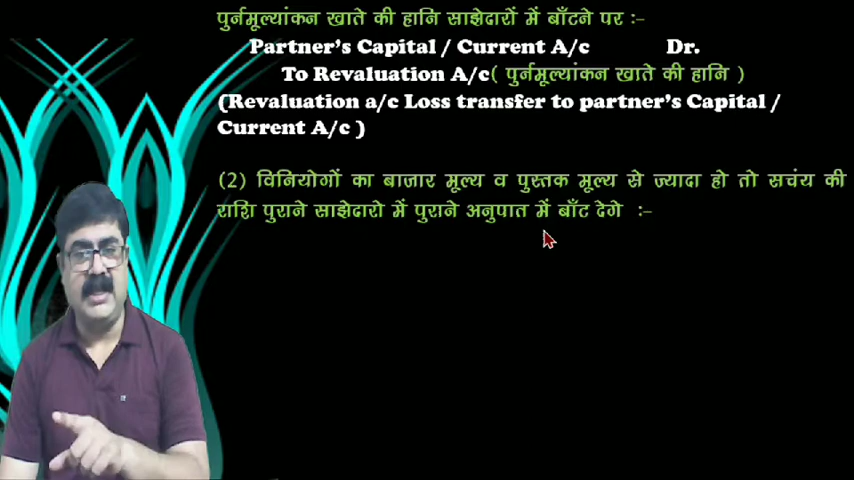 पुर्नमूल्यांकन खाते की हानि साझेदारों में बाँटने पर :-
Partner's Capital / Current A/c Dr.
To Revaluation A/c( पुर्नमूल्यांकन खाते की हानि )
(Revaluation a/c Loss transfer to partner's Capital /
Current A/c )
(2) विनियोगों का बाजार मूल्य व पुस्तक मूल्य से ज्यादा हो तो सचंय की
राशि पुराने साझेदारो में पुराने अनुपात में बाँट देगे :-